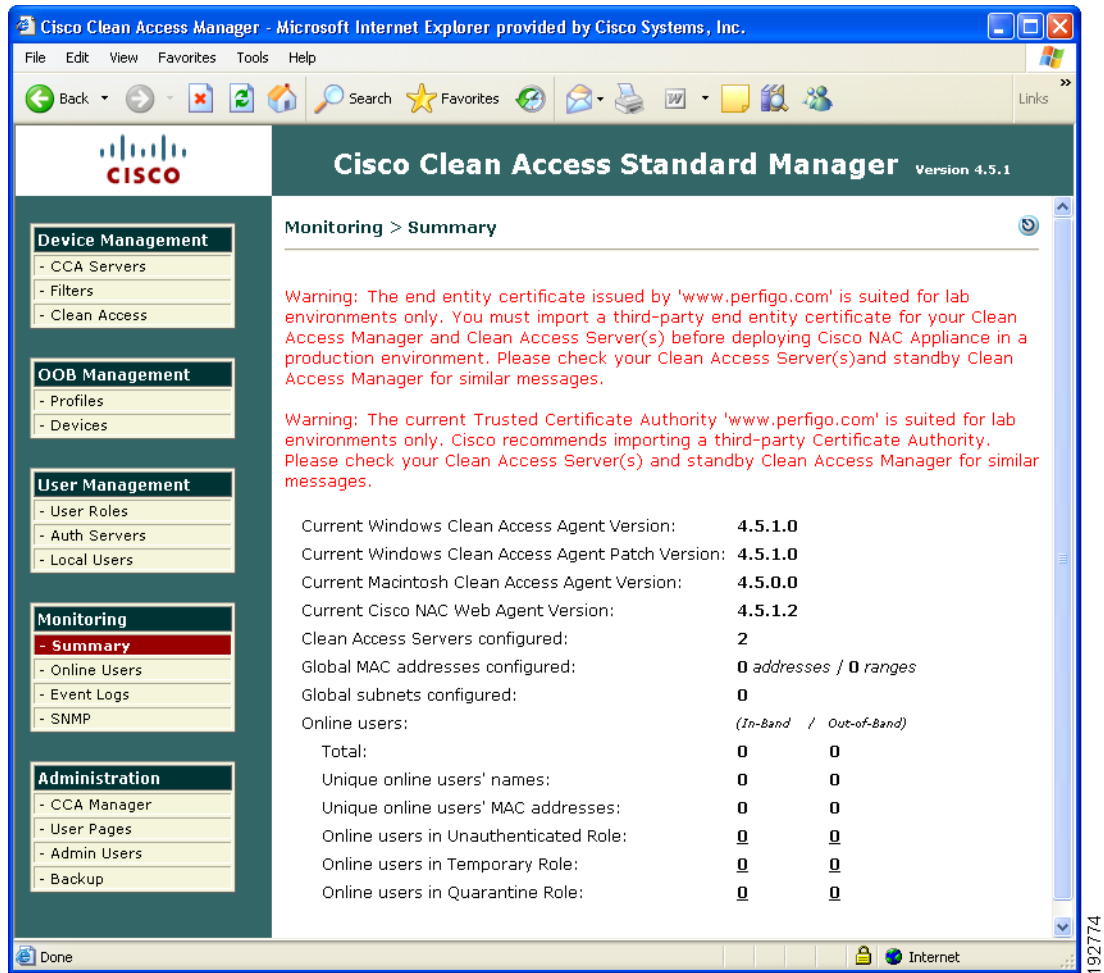 Cisco Clean Access Manager - Microsoft Internet Explorer provided by Cisco Systems, Inc.
File Edit View Favorites Tools Help
Back Search Favorites Links
CISCO
Cisco Clean Access Standard Manager Version 4.5.1
Device Management
- CCA Servers
- Filters
- Clean Access
OOB Management
- Profiles
- Devices
User Management
- User Roles
- Auth Servers
- Local Users
Monitoring
- Summary
- Online Users
- Event Logs
- SNMP
Administration
- CCA Manager
- User Pages
- Admin Users
- Backup
Monitoring > Summary
Warning: The end entity certificate issued by 'www.perfigo.com' is suited for lab
environments only. You must import a third-party end entity certificate for your Clean
Access Manager and Clean Access Server(s) before deploying Cisco NAC Appliance in a
production environment. Please check your Clean Access Server(s)and standby Clean
Access Manager for similar messages.
Warning: The current Trusted Certificate Authority 'www.perfigo.com' is suited for lab
environments only. Cisco recommends importing a third-party Certificate Authority.
Please check your Clean Access Server(s) and standby Clean Access Manager for similar
messages.
Current Windows Clean Access Agent Version: 4.5.1.0
Current Windows Clean Access Agent Patch Version: 4.5.1.0
Current Macintosh Clean Access Agent Version: 4.5.0.0
Current Cisco NAC Web Agent Version: 4.5.1.2
Clean Access Servers configured: 2
Global MAC addresses configured: 0 addresses / 0 ranges
Global subnets configured: 0
Online users: (In-Band / Out-of-Band)
Total: 0 0
Unique online users' names: 0 0
Unique online users' MAC addresses: 0 0
Online users in Unauthenticated Role: 0 0
Online users in Temporary Role: 0 0
Online users in Quarantine Role: 0 0
Done Internet
192774